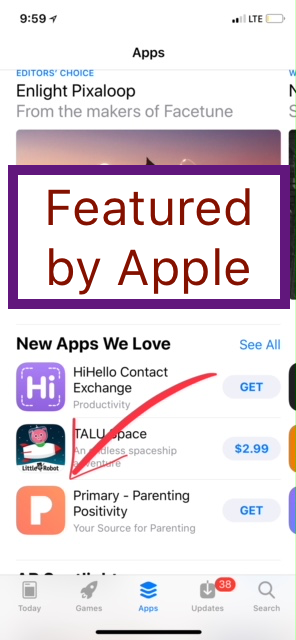 9:59
LTE
Apps
EDITORS' CHOICE
Enlight Pixaloop
From the makers of Facetune
W
N
S
Featured
by Apple
New Apps We Love
See All
Hi
HiHello Contact
Exchange
Productivity
GET
Little Robot
TALU Space
An endless spaceship
adventure
$2.99
P
Primary - Parenting
Positivity
Your Source for Parenting
GET
Today
Games
Apps
38
Updates
Search